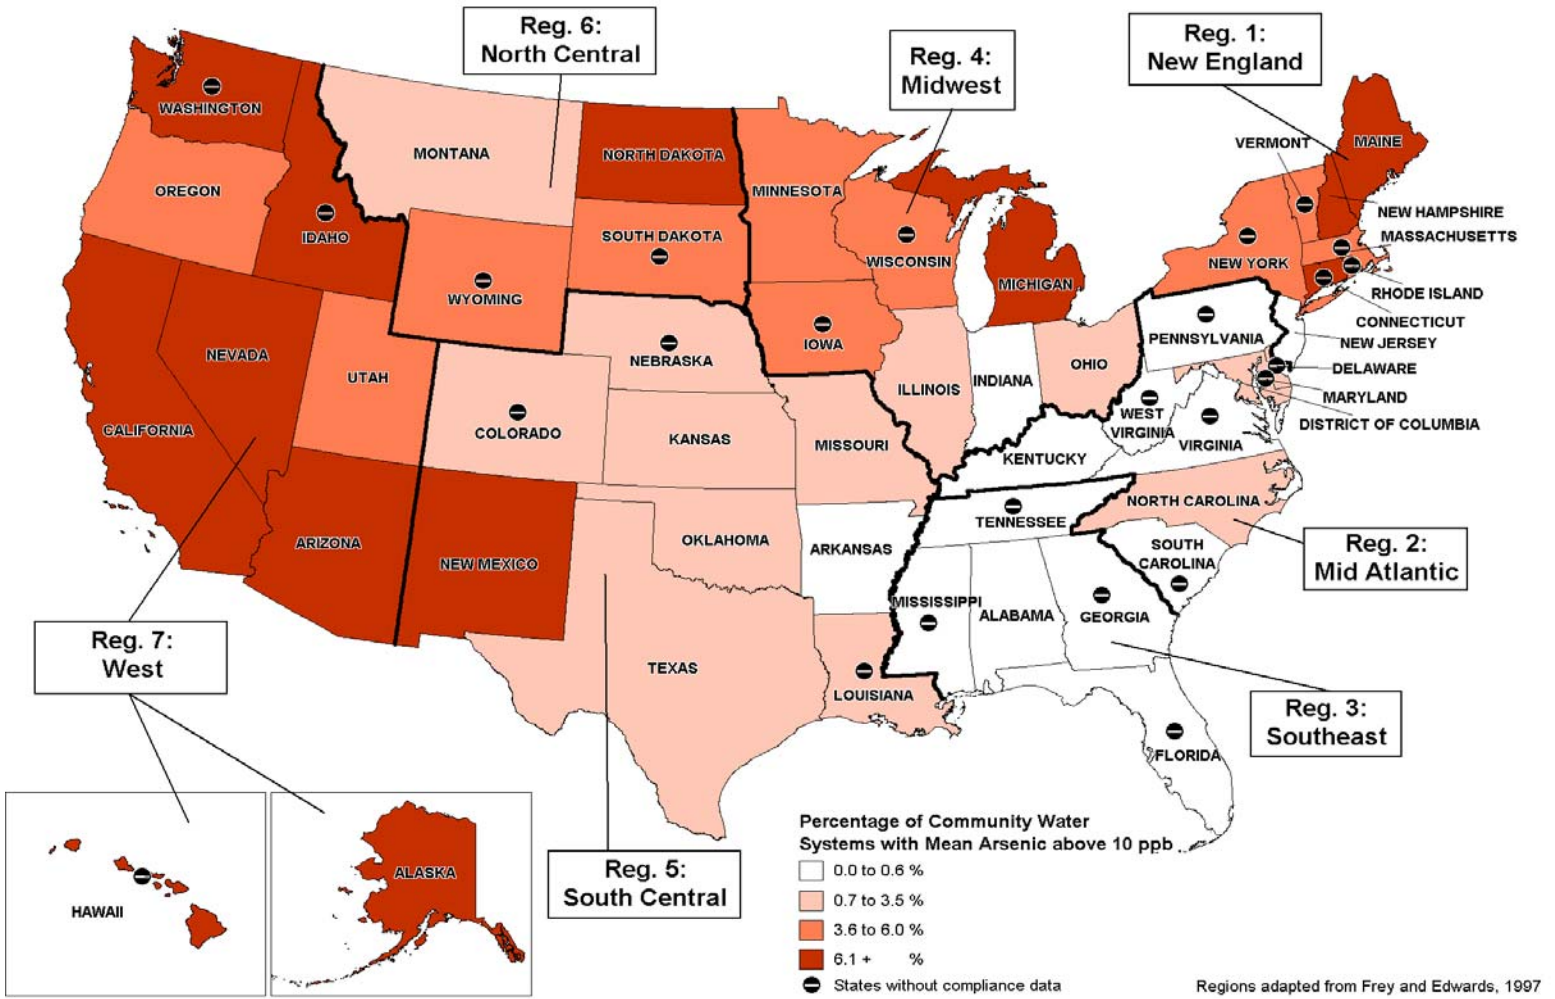 Reg. 6:
North Central
Reg. 4:
Midwest
Reg. 1:
New England
WASHINGTON
MONTANA
NORTH DAKOTA
MINNESOTA
VERMONT
MAINE
OREGON
IDAHO
SOUTH DAKOTA
WISCONSIN
MICHIGAN
NEW YORK
NEW HAMPSHIRE
MASSACHUSETTS
RHODE ISLAND
CONNECTICUT
NEW JERSEY
WYOMING
IOWA
PENNSYLVANIA
DELAWARE
MARYLAND
DISTRICT OF COLUMBIA
NEVADA
UTAH
NEBRASKA
ILLINOIS
INDIANA
OHIO
CALIFORNIA
COLORADO
KANSAS
MISSOURI
KENTUCKY
WEST
VIRGINIA
VIRGINIA
ARIZONA
NEW MEXICO
OKLAHOMA
ARKANSAS
TENNESSEE
NORTH CAROLINA
SOUTH
CAROLINA
Reg. 2:
Mid Atlantic
MISSISSIPPI
ALABAMA
GEORGIA
Reg. 7:
West
TEXAS
LOUISIANA
FLORIDA
Reg. 3:
Southeast
HAWAII
ALASKA
Reg. 5:
South Central
Percentage of Community Water
Systems with Mean Arsenic above 10 ppb
0.0 to 0.6 %
0.7 to 3.5 %
3.6 to 6.0 %
6.1 + %
States without compliance data
Regions adapted from Frey and Edwards, 1997